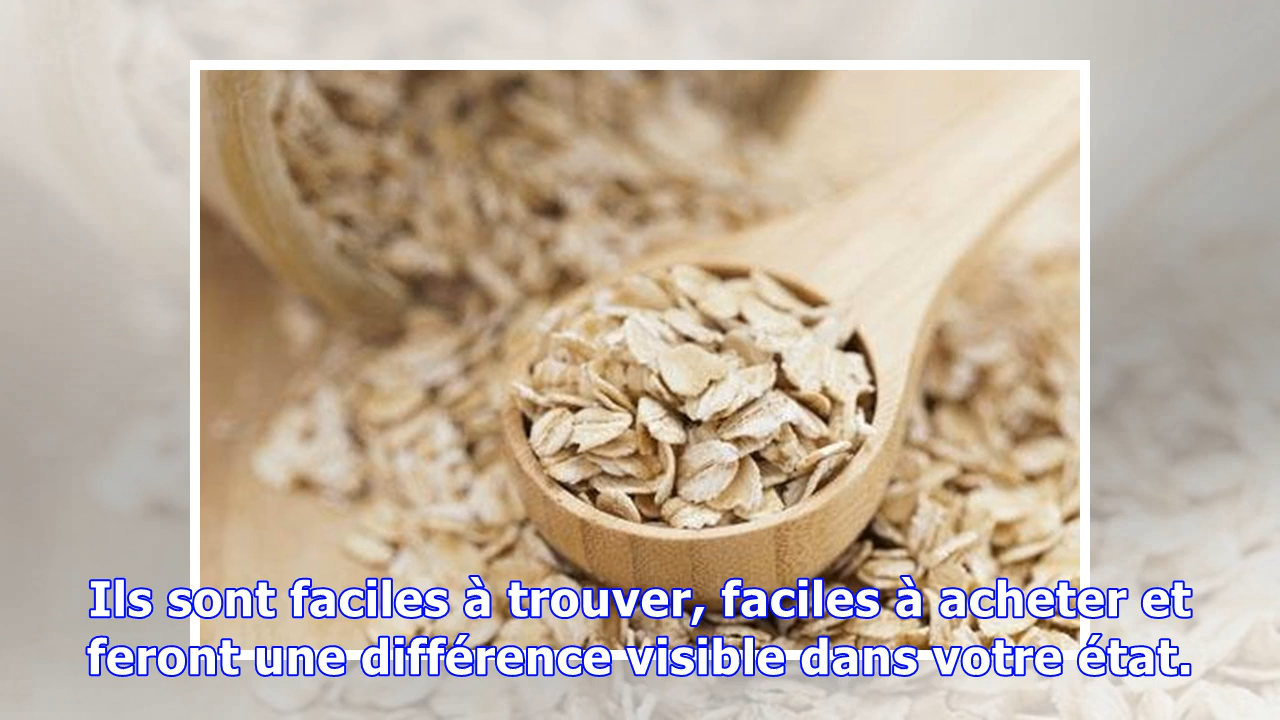 Ils sont faciles à trouver, faciles à acheter et
feront une différence visible dans votre état.